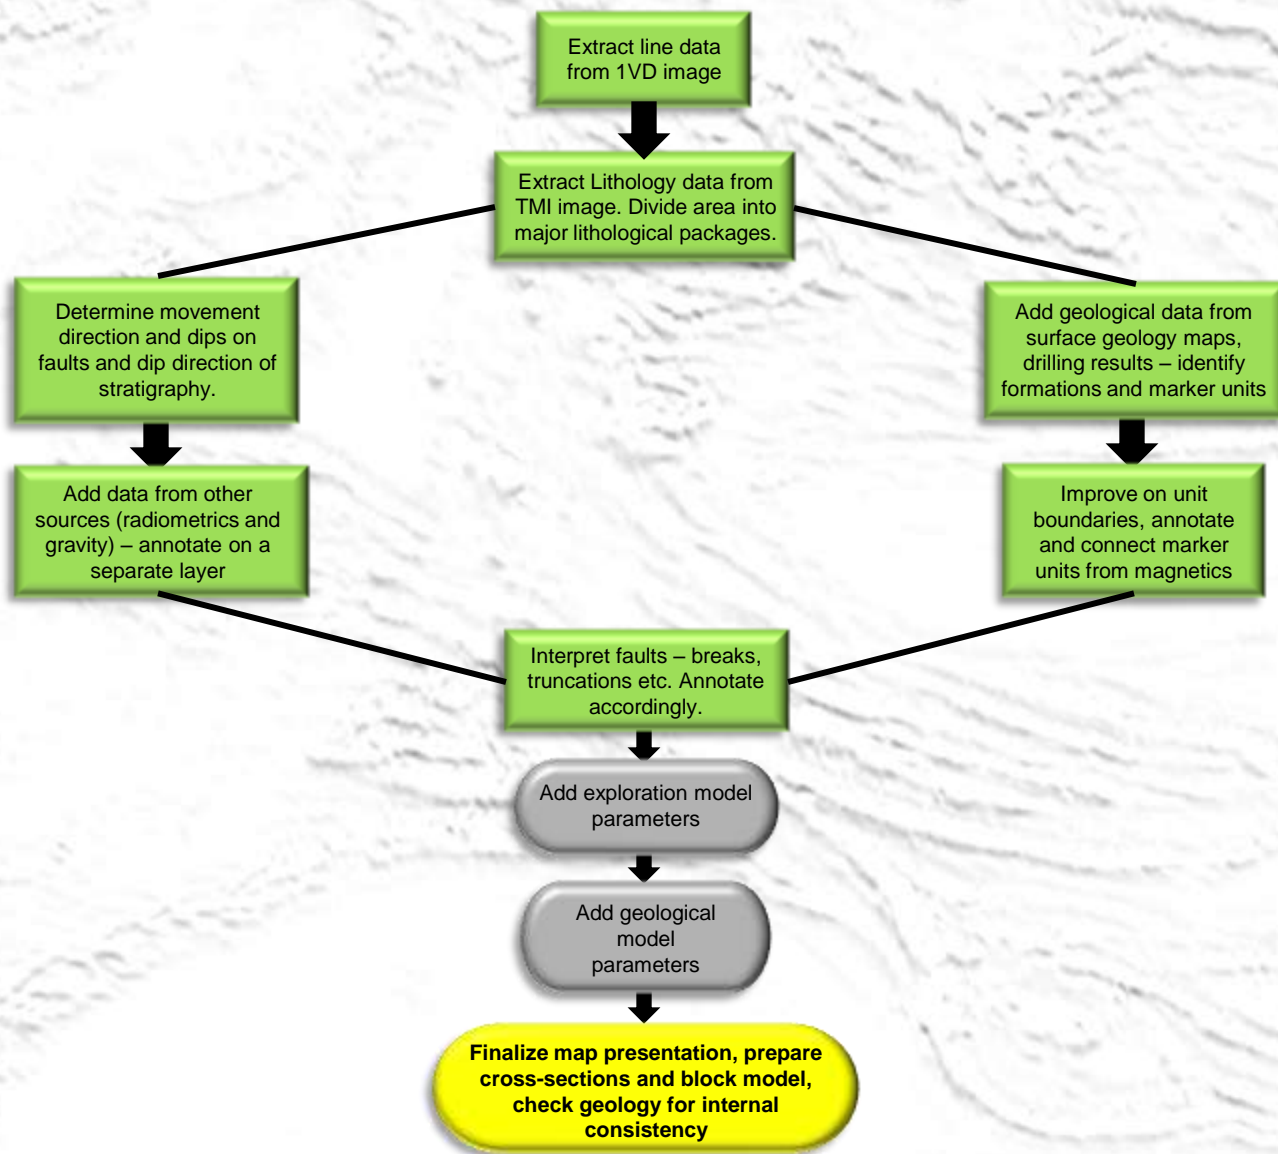 Extract line data
from 1VD image
Extract Lithology data from
TMI image. Divide area into
major lithological packages.
Determine movement
direction and dips on
faults and dip direction of
stratigraphy.
Add geological data from
surface geology maps,
drilling results – identify
formations and marker units
Add data from other
sources (radiometrics and
gravity) – annotate on a
separate layer
Improve on unit
boundaries, annotate
and connect marker
units from magnetics
Interpret faults – breaks,
truncations etc. Annotate
accordingly.
Add exploration model
parameters
Add geological
model
parameters
Finalize map presentation, prepare
cross-sections and block model,
check geology for internal
consistency